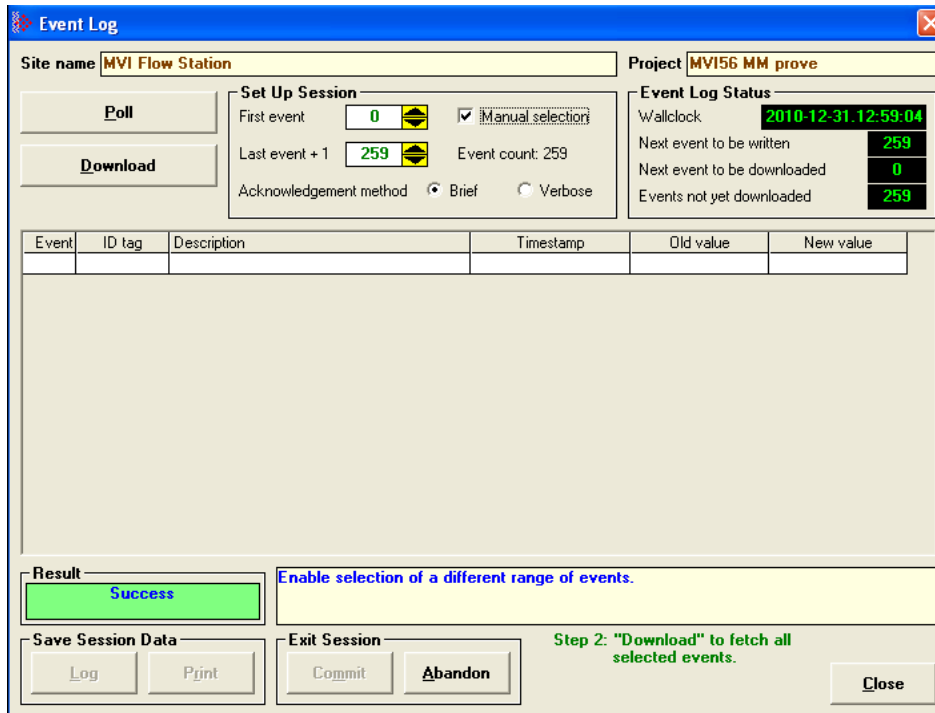 Event Log
Site name MVI Flow Station Project MVI56 MM prove
Poll
Download
Set Up Session
First event 0 Manual selection
Last event + 1 259 Event count: 259
Acknowledgement method Brief Verbose
Event Log Status
Wallclock 2010-12-31.12:59:04
Next event to be written 259
Next event to be downloaded 0
Events not yet downloaded 259
Event ID tag Description Timestamp Old value New value
Result
Success
Enable selection of a different range of events.
Save Session Data
Log Print
Exit Session
Commit Abandon
Step 2: "Download" to fetch all
selected events.
Close